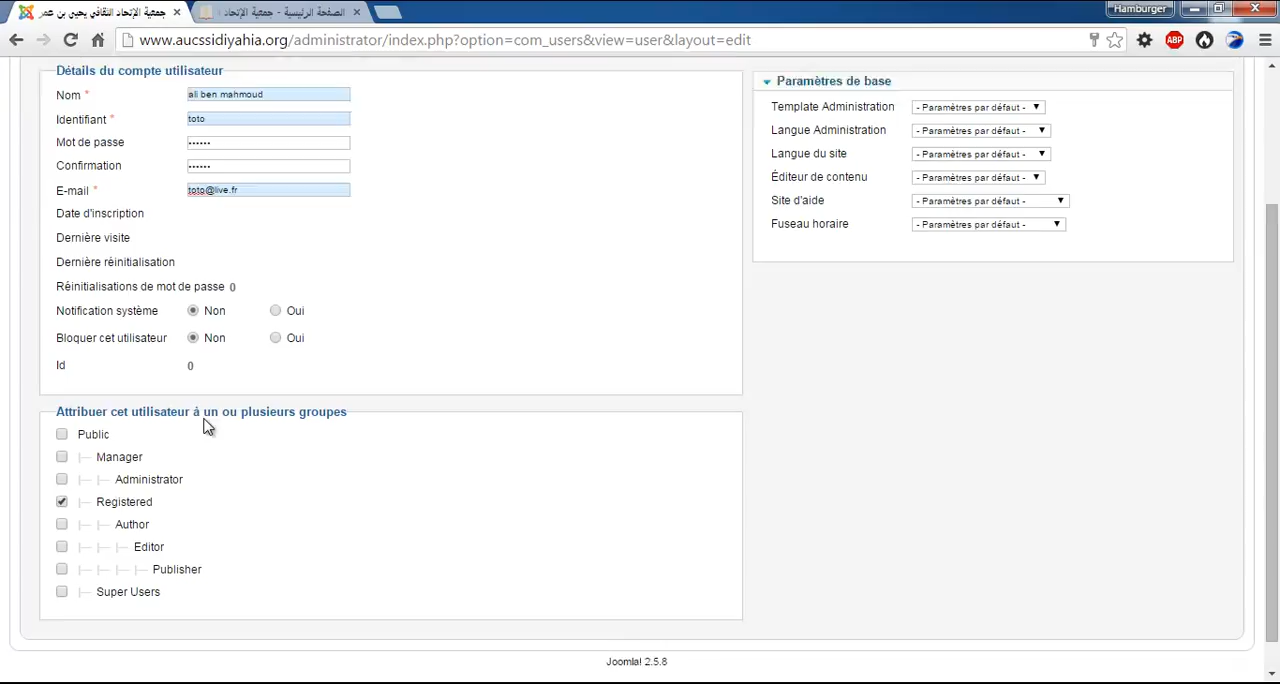 جمعية الإتحاد الثقافي يحيي بن عمر
الصفحة الرئيسية - جمعية الإتحاد
Hamburger
www.aucssidiyahia.org/administrator/index.php?option=com_users&view=user&layout=edit
ABP
Détails du compte utilisateur
Nom *
ali ben mahmoud
Identifiant *
toto
Mot de passe
••••••
Confirmation
••••••
E-mail *
toto@live.fr
Date d'inscription
Dernière visite
Dernière réinitialisation
Réinitialisations de mot de passe 0
Notification système
Non
Oui
Bloquer cet utilisateur
Non
Oui
Id
0
Paramètres de base
Template Administration
- Paramètres par défaut -
Langue Administration
- Paramètres par défaut -
Langue du site
- Paramètres par défaut -
Éditeur de contenu
- Paramètres par défaut -
Site d'aide
- Paramètres par défaut -
Fuseau horaire
- Paramètres par défaut -
Attribuer cet utilisateur à un ou plusieurs groupes
Public
|— Manager
|— |— Administrator
|— Registered
|— |— Author
|— |— |— Editor
|— |— |— |— Publisher
|— Super Users
Joomla! 2.5.8